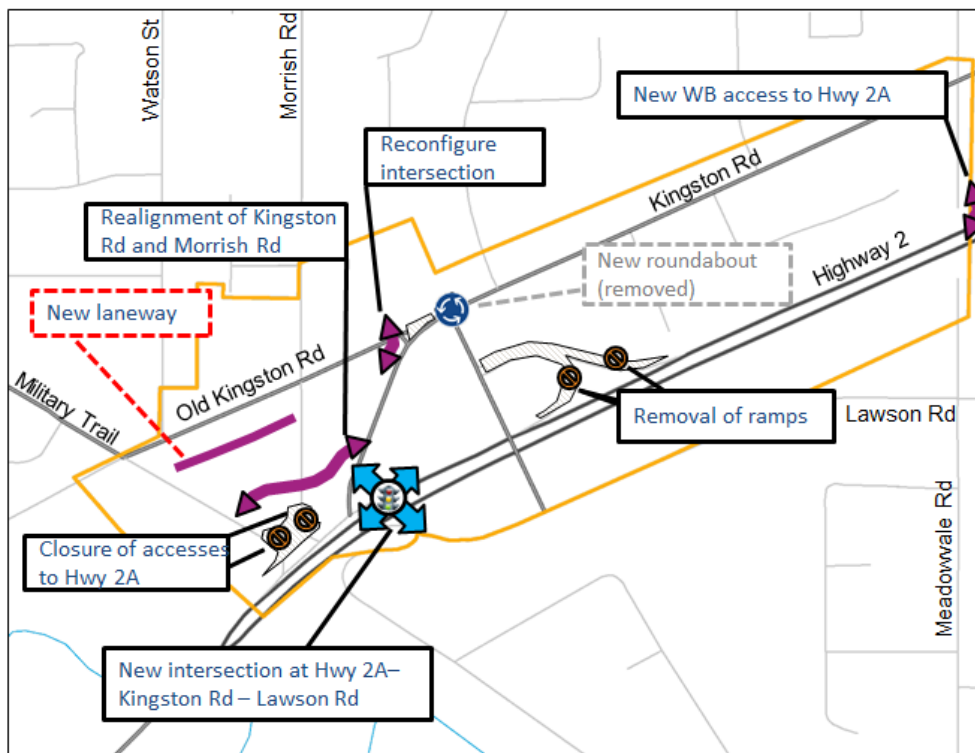 Watson St
Morrish Rd
New WB access to Hwy 2A
Reconfigure
intersection
Kingston Rd
Realignment of Kingston
Rd and Morrish Rd
Highway 2
New roundabout
(removed)
New laneway
Old Kingston Rd
Military Trail
Removal of ramps
Lawson Rd
Closure of accesses
to Hwy 2A
Meadowvale Rd
New intersection at Hwy 2A–
Kingston Rd – Lawson Rd